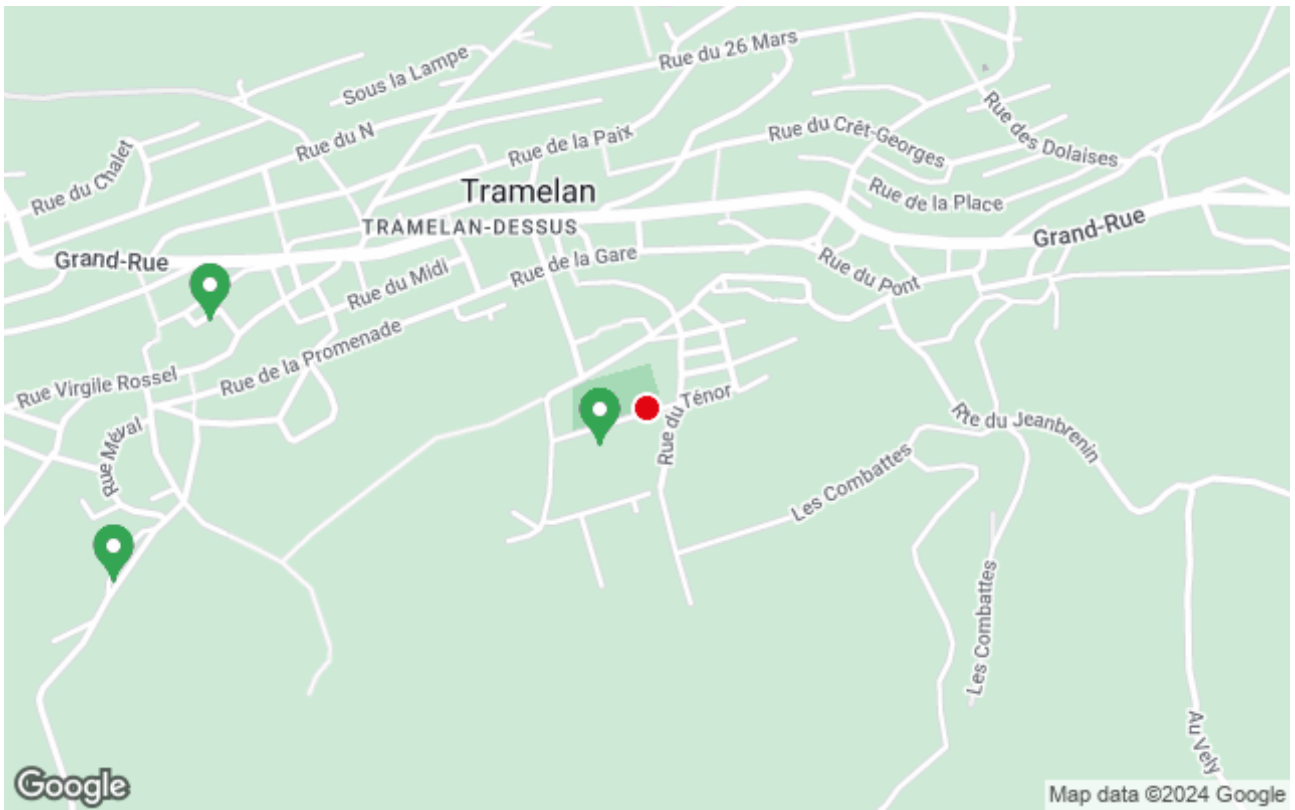 Rue du 26 Mars
Sous la Lampe
Rue du N
Rue de la Paix
Rue du Crêt-Georges
Rue des Dolaises
Rue du Chalet
Tramelan
Rue de la Place
TRAMELAN-DESSUS
Grand-Rue
Grand-Rue
Rue de la Gare
Rue du Midi
Rue du Pont
Rue de la Promenade
Rue Virgile Rossel
Rue du Ténor
Rte du Jeanbrenin
Rue Méval
Les Combattes
Les Combattes
Au Vely
Google
Map data ©2024 Google